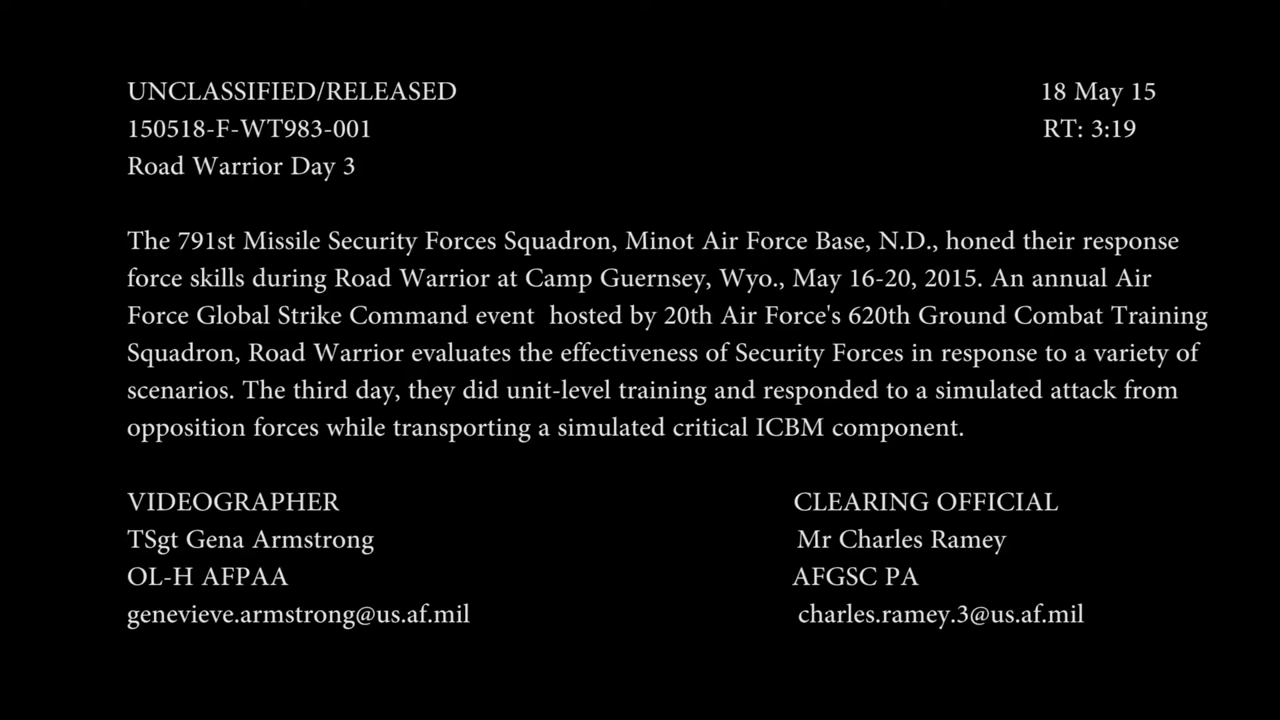 UNCLASSIFIED/RELEASED 18 May 15
150518-F-WT983-001 RT: 3:19
Road Warrior Day 3
The 791st Missile Security Forces Squadron, Minot Air Force Base, N.D., honed their response
force skills during Road Warrior at Camp Guernsey, Wyo., May 16-20, 2015. An annual Air
Force Global Strike Command event  hosted by 20th Air Force's 620th Ground Combat Training
Squadron, Road Warrior evaluates the effectiveness of Security Forces in response to a variety of
scenarios. The third day, they did unit-level training and responded to a simulated attack from
opposition forces while transporting a simulated critical ICBM component.
VIDEOGRAPHER CLEARING OFFICIAL
TSgt Gena Armstrong Mr Charles Ramey
OL-H AFPAA AFGSC PA
genevieve.armstrong@us.af.mil charles.ramey.3@us.af.mil